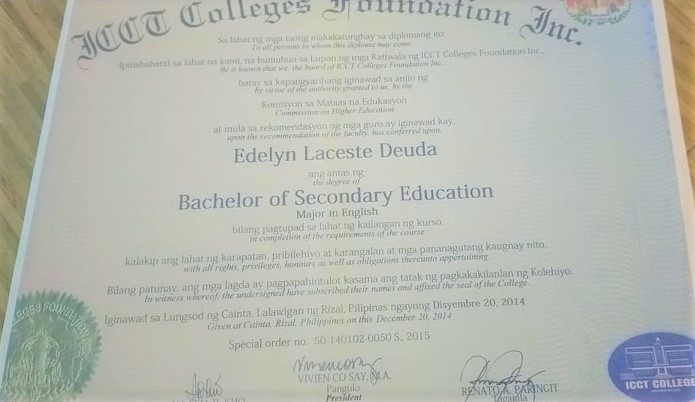 ICCT Colleges Foundation Inc.
Sa lahat ng mga taong makakatunghay sa diplomang ito:
To all persons to whom this diploma may come
Ipinababatid sa lahat na kami, na bumubuo sa Lupon ng mga Katiwala ng ICCT Colleges Foundation Inc.,
Be it known that we, the board of ICCT Colleges Foundation Inc.,
batay sa kapangyarihang iginawad sa amin ng
by virtue of the authority granted to us, by the
Komisyon sa Mataas na Edukasyon
Commission on Higher Education
at mula sa rekomendasyon ng mga guro ay iginawad kay,
upon the recommendation of the faculty, has conferred upon,
Edelyn Laceste Deuda
ang antas ng
the degree of
Bachelor of Secondary Education
Major in English
bilang pagtupad sa lahat ng kailangan ng kurso
in completion of the requirements of the course
kalakip ang lahat ng karapatan, pribilehiyo at karangalan at mga pananagutang kaugnay nito.
with all rights, privileges, honours as well as obligations thereunto appertaining.
Bilang patunay, ang mga lagda ay pagpapahintulot kasama ang tatak ng pagkakakilanlan ng Kolehiyo.
In witness whereof, the undersigned have subscribed their names and affixed the seal of the College.
Iginawad sa Lungsod ng Cainta, Lalawigan ng Rizal, Pilipinas ngayong Disyembre 20, 2014
Given at Cainta, Rizal, Philippines on this December 20, 2014
Special order no. 50-140102-0050 S., 2015
VIVIEN CO SAY, M.A.
Pangulo
President
RENATO A. PARINGIT
ICCT COLLEGE